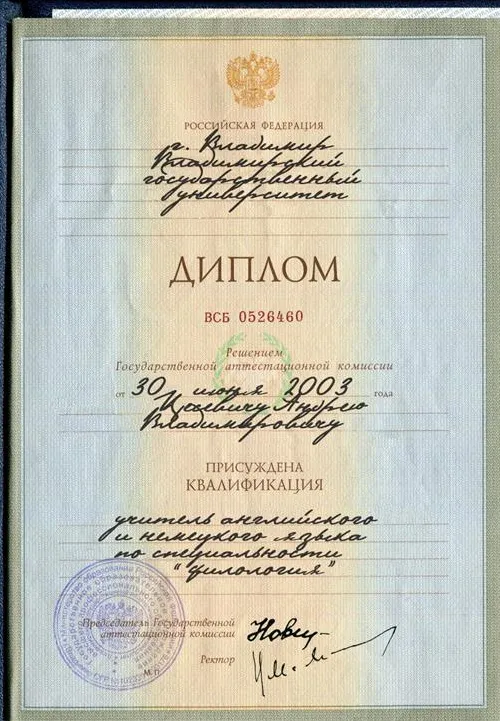 РОССИЙСКАЯ ФЕДЕРАЦИЯ
г. Владимир
Владимирский
государственный
университет
ДИПЛОМ
ВСБ 0526460
Решением
Государственной аттестационной комиссии
от 30 июня 2003 года
Андрею
Владимировичу
ПРИСУЖДЕНА
КВАЛИФИКАЦИЯ
учитель английского
и немецкого языка
по специальности
"филология"
Председатель Государственной
аттестационной комиссии
Ректор
М.П.